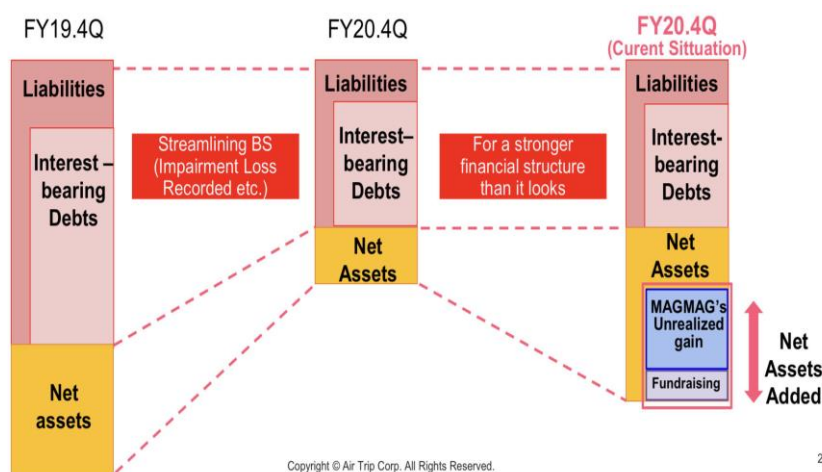 FY19.4Q
Liabilities
Interest –
bearing
Debts
Net
assets
Streamlining BS
(Impairment Loss
Recorded etc.)
FY20.4Q
Liabilities
Interest–
bearing
Debts
Net
Assets
For a stronger
financial structure
than it looks
FY20.4Q
(Curent Sittuation)
Liabilities
Interest-
bearing
Debts
Net
Assets
MAGMAG's
Unrealized
gain
Fundraising
Net
Assets
Added
Copyright © Air Trip Corp. All Rights Reserved.
2